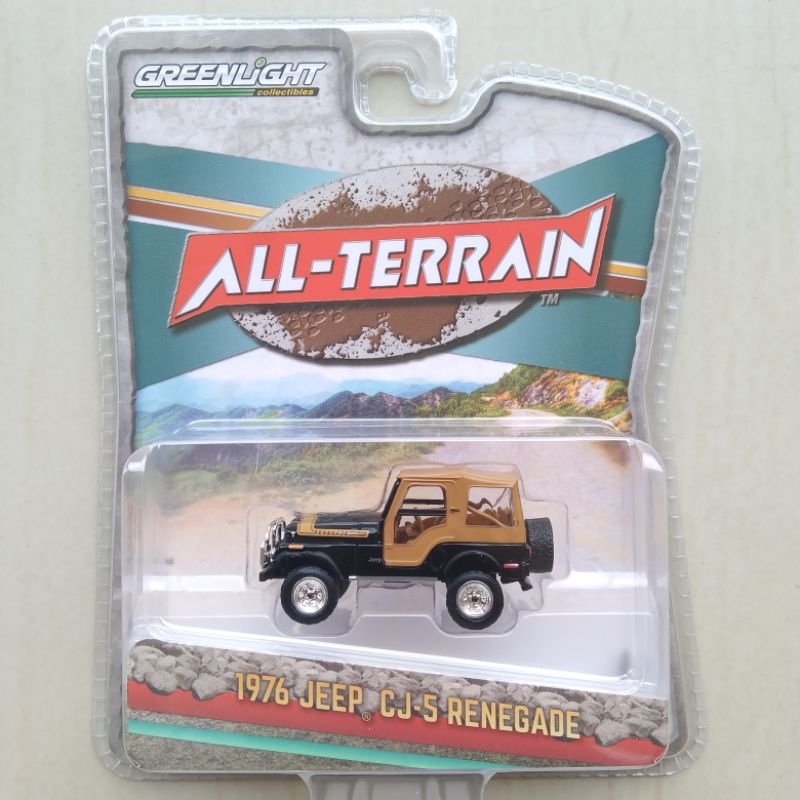 GREENLIGHT
collectibles
ALL-TERRAIN
TM
RENEGADE
Jeep
1976 JEEP® CJ-5 RENEGADE